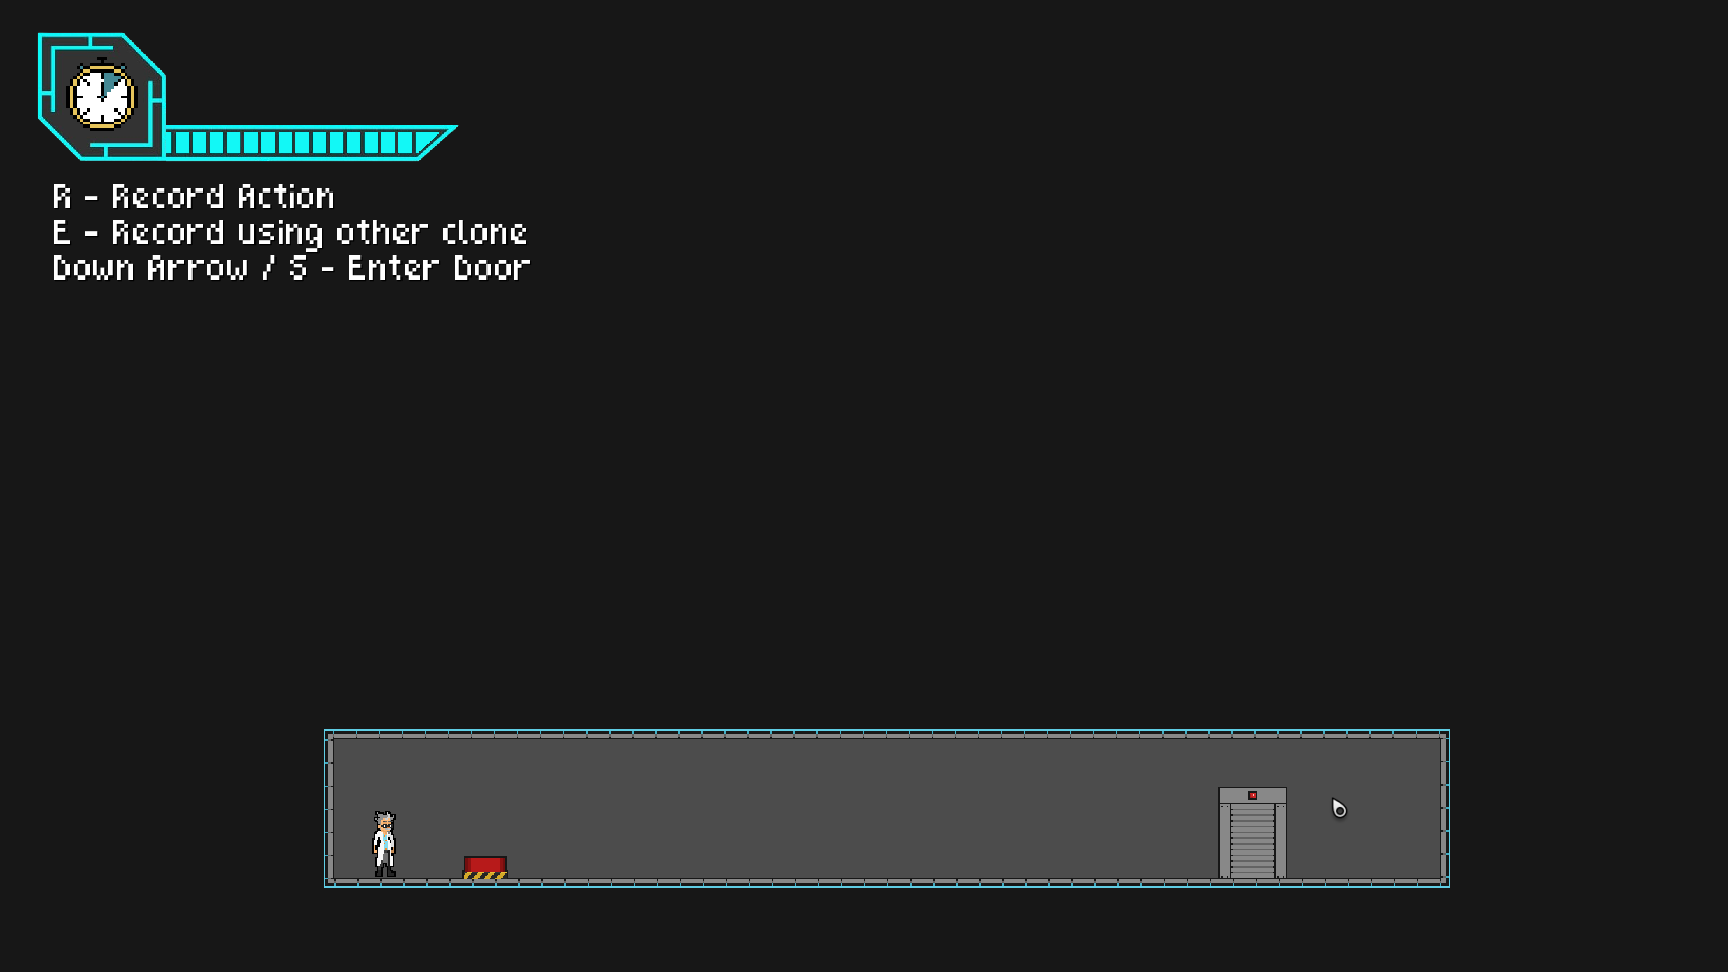 R - Record Action
E - Record using other clone
Down Arrow / S - Enter Door